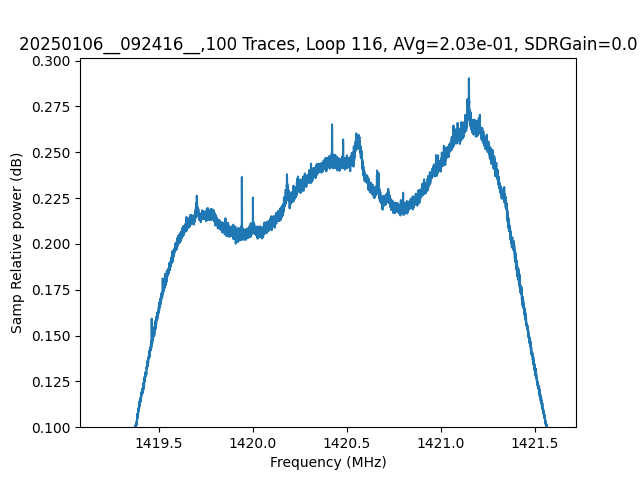 20250106__092416__,100 Traces, Loop 116, AVg=2.03e-01, SDRGain=0.0
0.300
0.275
0.250
0.225
0.200
0.175
0.150
0.125
0.100
Samp Relative power (dB)
1419.5 1420.0 1420.5 1421.0 1421.5
Frequency (MHz)